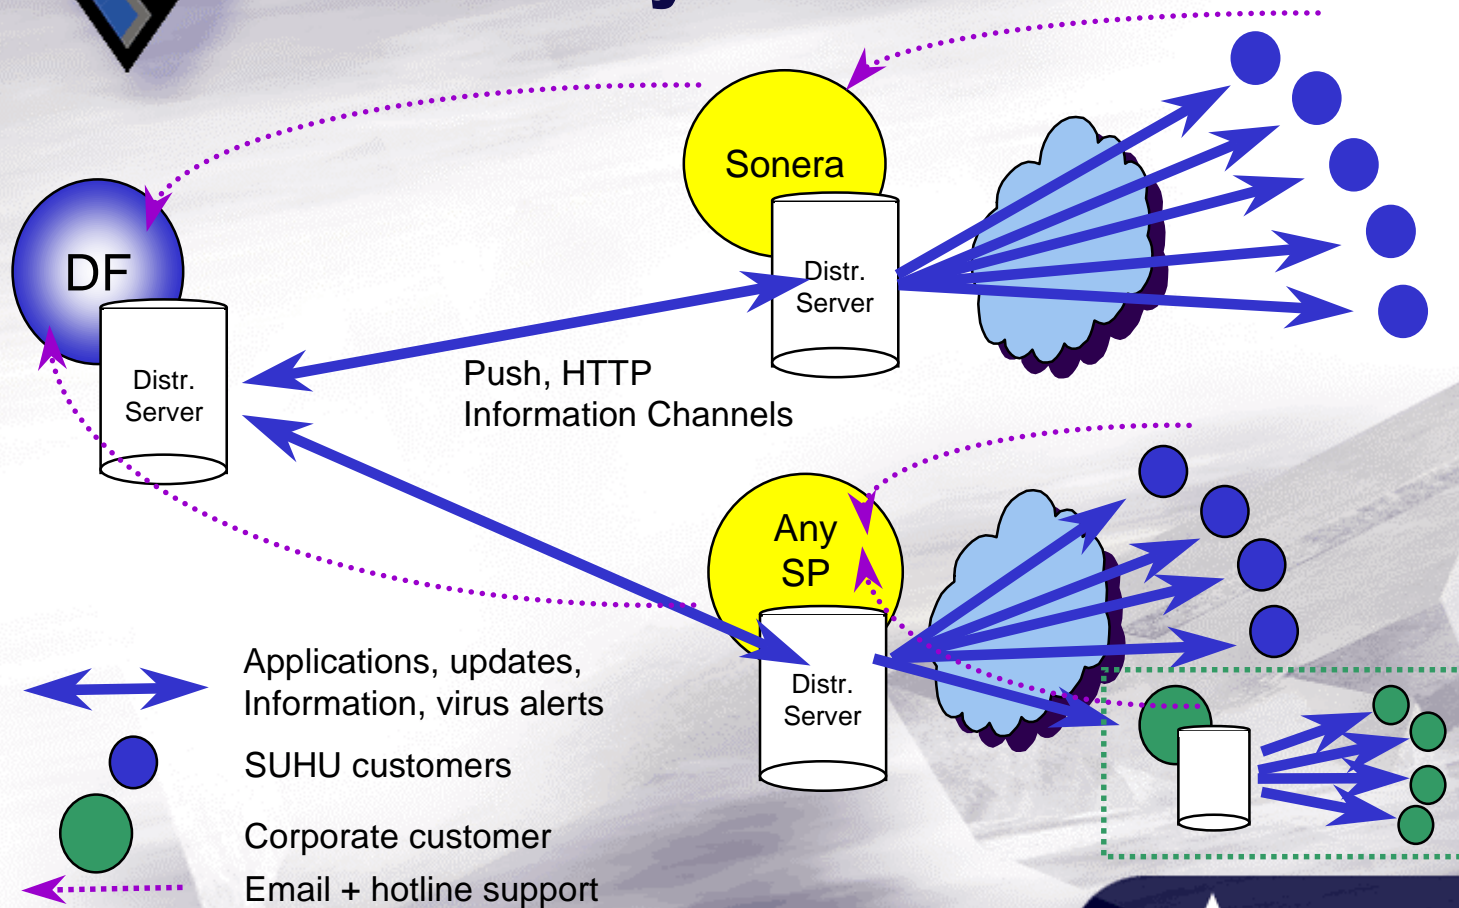 Sonera
DF
Distr.
Server
Distr.
Server
Push, HTTP
Information Channels
Any
SP
Distr.
Server
Applications, updates,
Information, virus alerts
SUHU customers
Corporate customer
Email + hotline support